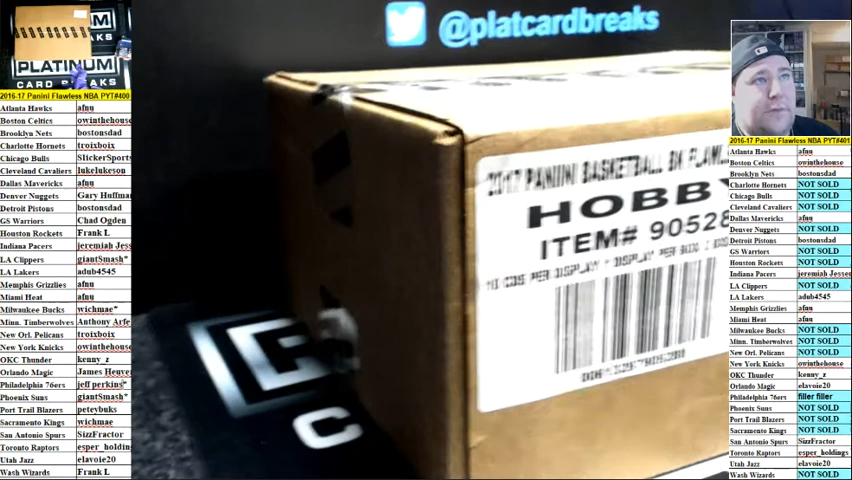 PLATINUM
CARD BREAKS
2016-17 Panini Flawless NBA PYT#400
Atlanta Hawks afnu
Boston Celtics owinthehouse
Brooklyn Nets bostonsdad
Charlotte Hornets troixboix
Chicago Bulls SlickerSports
Cleveland Cavaliers lukelukeson
Dallas Mavericks afnu
Denver Nuggets Gary Huffma
Detroit Pistons bostonsdad
GS Warriors Chad Ogden
Houston Rockets Frank L
Indiana Pacers jeremiah Jess
LA Clippers giantSmash*
LA Lakers adub4545
Memphis Grizzlies afnu
Miami Heat afnu
Milwaukee Bucks wichmae*
Minn. Timberwolves Anthony Arfe
New Orl. Pelicans troixboix
New York Knicks owinthehouse
OKC Thunder kenny_z
Orlando Magic James Heuver
Philadelphia 76ers jeff perkins*
Phoenix Suns giantSmash*
Port Trail Blazers peteybuks
Sacramento Kings wichmae
San Antonio Spurs SizzFractor
Toronto Raptors esper_holding
Utah Jazz elavoie20
Wash Wizards Frank L
@platcardbreaks
2017 PANINI BASKETBALL BK FLAWL
HOBBY
ITEM# 90528
C
2016-17 Panini Flawless NBA PYT#401
Atlanta Hawks afnu
Boston Celtics owinthehouse
Brooklyn Nets bostonsdad
Charlotte Hornets NOT SOLD
Chicago Bulls NOT SOLD
Cleveland Cavaliers NOT SOLD
Dallas Mavericks afnu
Denver Nuggets NOT SOLD
Detroit Pistons bostonsdad
GS Warriors NOT SOLD
Houston Rockets NOT SOLD
Indiana Pacers jeremiah Jesse
LA Clippers NOT SOLD
LA Lakers adub4545
Memphis Grizzlies afnu
Miami Heat afnu
Milwaukee Bucks NOT SOLD
Minn. Timberwolves NOT SOLD
New Orl. Pelicans NOT SOLD
New York Knicks owinthehouse
OKC Thunder kenny_z
Orlando Magic elavoie20
Philadelphia 76ers filler filler
Phoenix Suns NOT SOLD
Port Trail Blazers NOT SOLD
Sacramento Kings NOT SOLD
San Antonio Spurs SizzFractor
Toronto Raptors esper_holdings
Utah Jazz elavoie20
Wash Wizards NOT SOLD